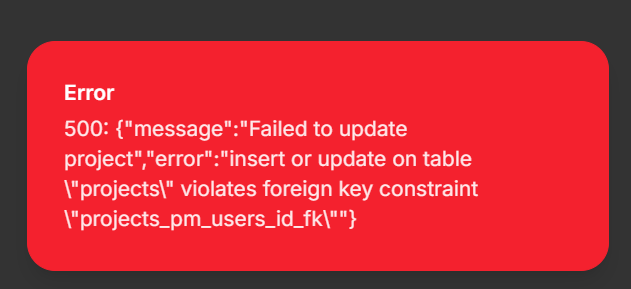 Error
500: {"message":"Failed to update
project","error":"insert or update on table
\"projects\" violates foreign key constraint
\"projects_pm_users_id_fk\""}